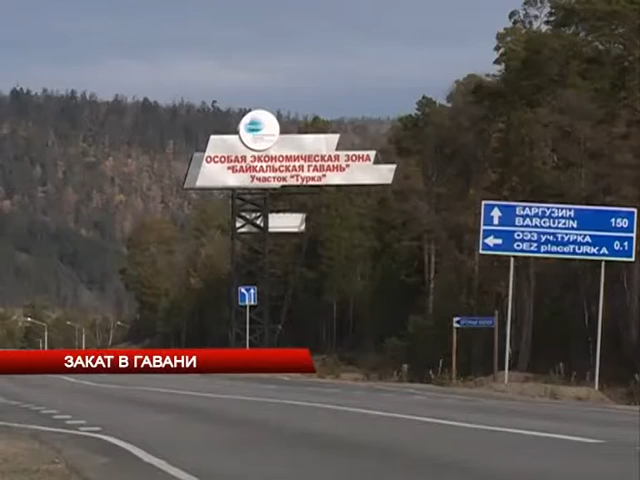 ОСОБАЯ ЭКОНОМИЧЕСКАЯ ЗОНА
"БАЙКАЛЬСКАЯ ГАВАНЬ"
Участок "Турка"
БАРГУЗИН
BARGUZIN 150
ОЭЗ уч.ТУРКА
OEZ placeTURKA 0.1
ЗАКАТ В ГАВАНИ